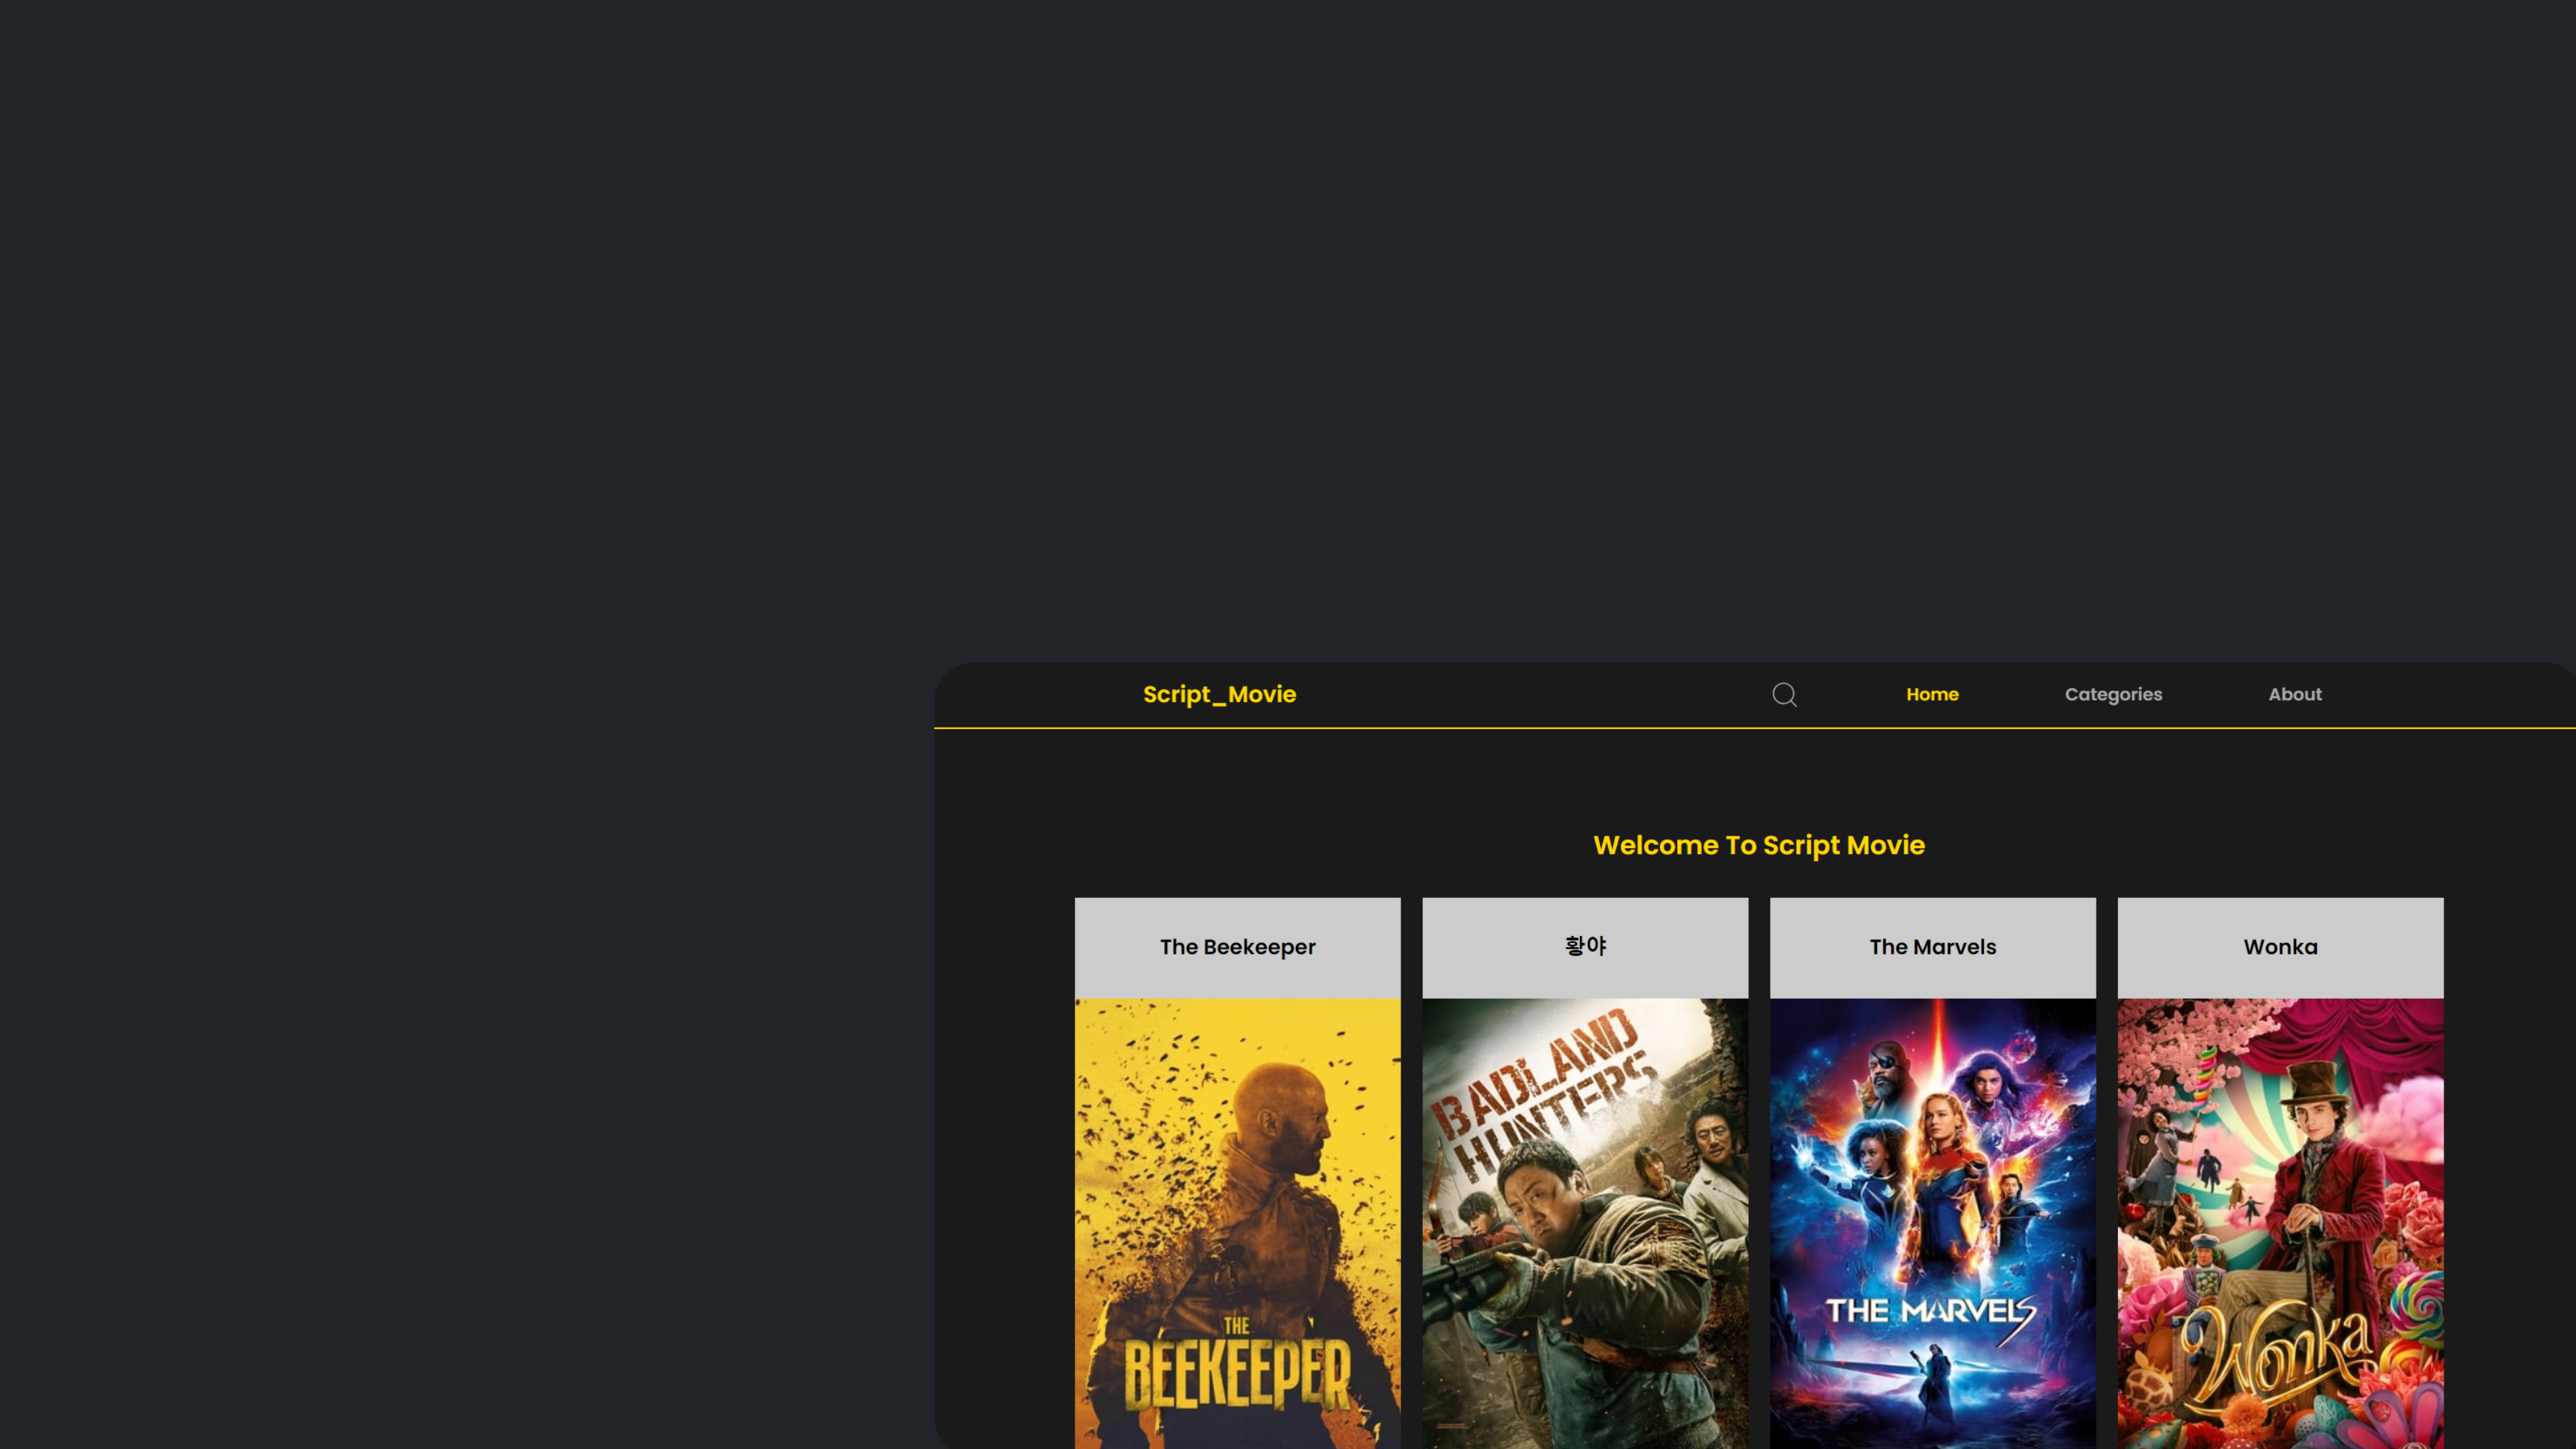 Script_Movie
Home
Categories
About
Welcome To Script Movie
The Beekeeper
황야
The Marvels
Wonka
THE
BEEKEEPER
BADLAND
HUNTERS
THE MARVELS
Wonka